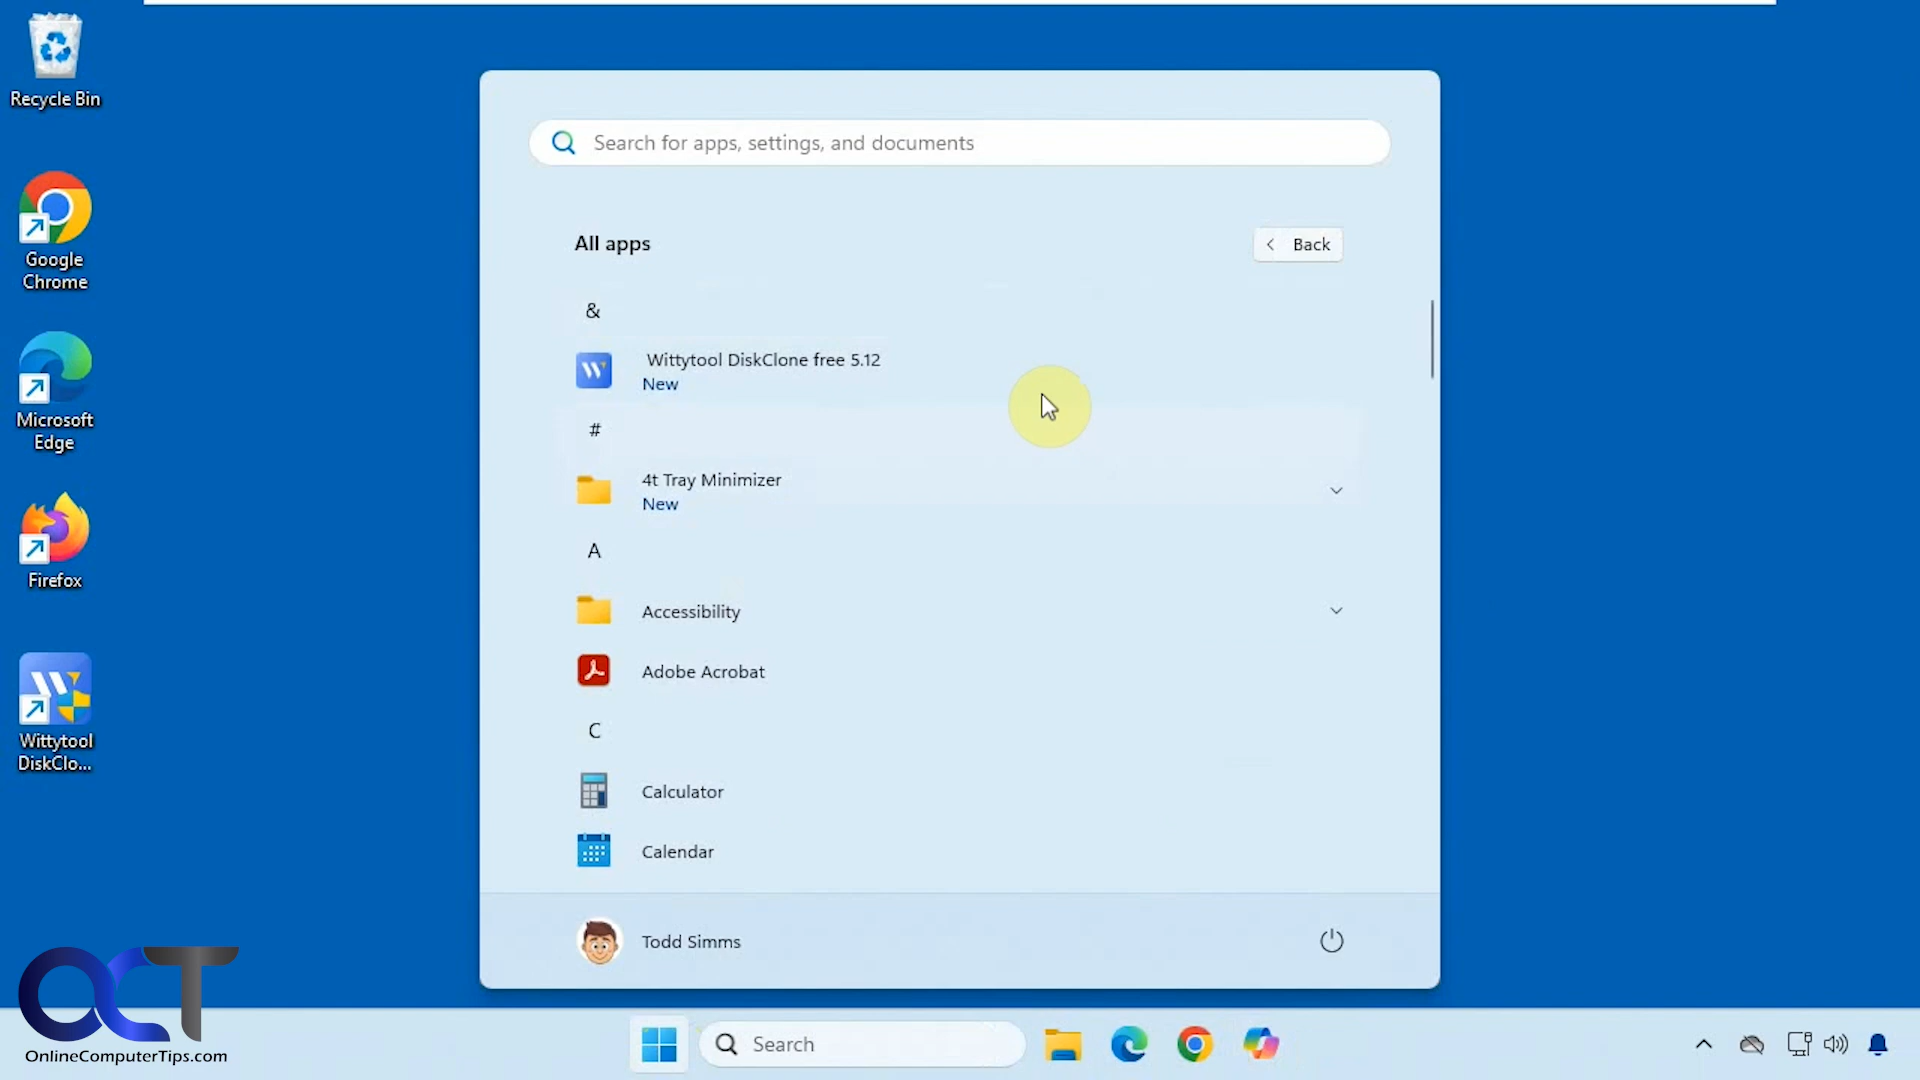 Recycle Bin
Google
Chrome
Microsoft
Edge
Firefox
Wittytool
DiskClo...
Search for apps, settings, and documents
All apps
Back
&
Wittytool DiskClone free 5.12
New
#
4t Tray Minimizer
New
A
Accessibility
Adobe Acrobat
C
Calculator
Calendar
Todd Simms
OCT
OnlineComputerTips.com
Search